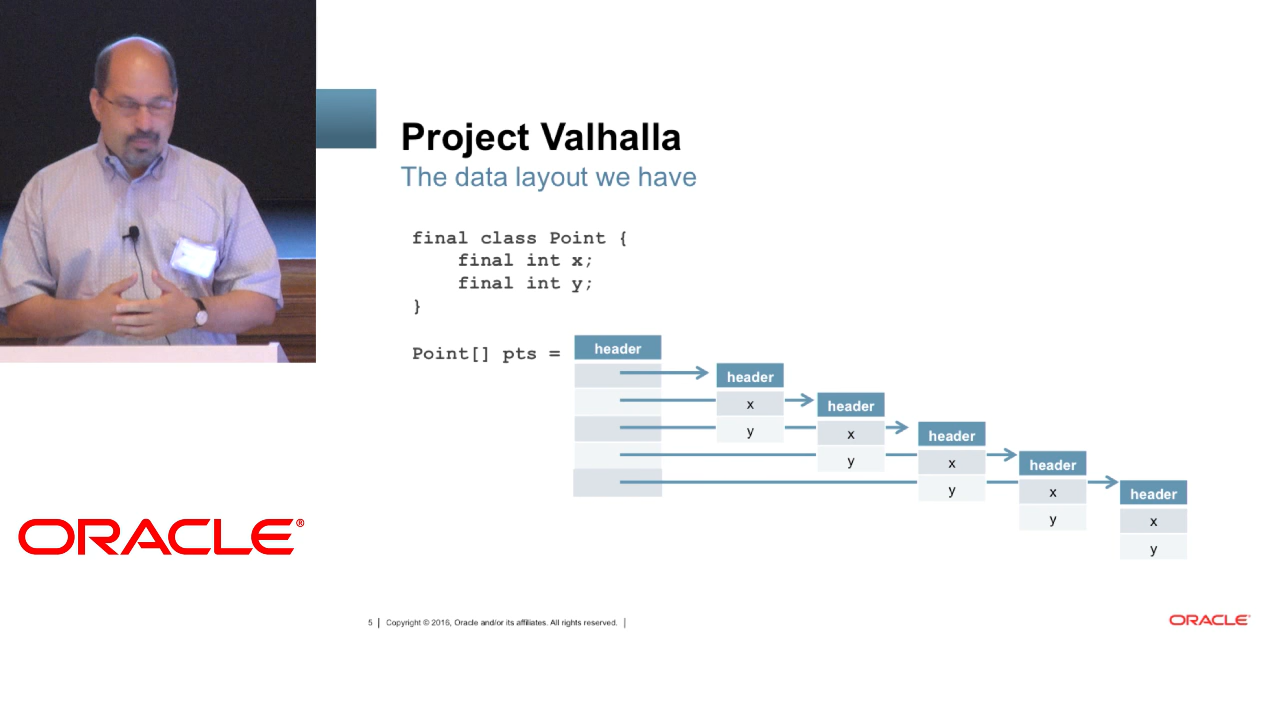 Project Valhalla
The data layout we have
final class Point {
final int x;
final int y;
}
Point[] pts =
header
header
x
y
header
x
y
header
x
y
header
x
y
header
x
y
ORACLE®
5 | Copyright © 2016, Oracle and/or its affiliates. All rights reserved. |
ORACLE®